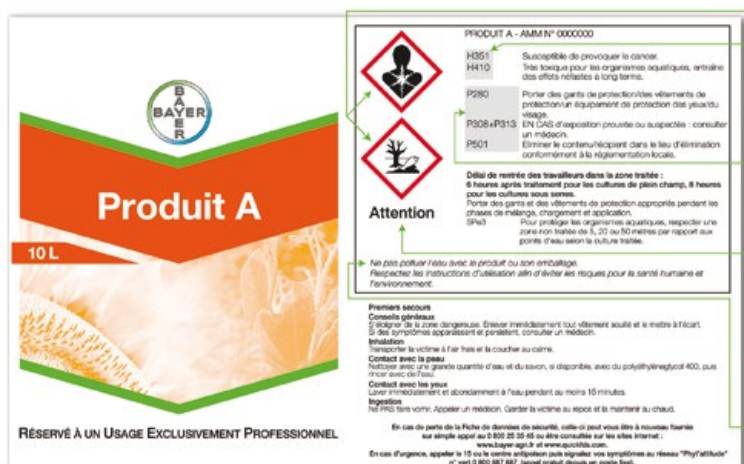 BAYER
BAYER
Produit A
10 L
RÉSERVÉ À UN USAGE EXCLUSIVEMENT PROFESSIONNEL
PRODUIT A - AMM N° 0000000
H351 Susceptible de provoquer le cancer.
H410 Très toxique pour les organismes aquatiques, entraîne
des effets néfastes à long terme.
P280 Porter des gants de protection/des vêtements de
protection/un équipement de protection des yeux/du
visage.
P308+P313 EN CAS d'exposition prouvée ou suspectée : consulter
un médecin.
P501 Eliminer le contenu/récipient dans le lieu d'élimination
conformément à la réglementation locale.
Attention
Délai de rentrée des travailleurs dans la zone traitée :
6 heures après traitement pour les cultures de plein champ, 8 heures
pour les cultures sous serres.
Porter des gants et des vêtements de protection appropriés pendant les
phases de mélange, chargement et application.
SPe3 Pour protéger les organismes aquatiques, respecter une
zone non traitée de 5, 20 ou 50 mètres par rapport aux
points d'eau selon la culture traitée.
Ne pas polluer l'eau avec le produit ou son emballage.
Respectez les instructions d'utilisation afin d'éviter les risques pour la santé humaine et
l'environnement.
Premiers secours
Conseils généraux
S'éloigner de la zone dangereuse. Enlever immédiatement tout vêtement souillé et le mettre à l'écart.
Si des symptômes apparaissent et persistent, consulter un médecin.
Inhalation
Transporter la victime à l'air frais et la coucher au calme.
Contact avec la peau
Nettoyer avec une grande quantité d'eau et du savon, si disponible, avec du polyéthylèneglycol 400, puis
rincer avec de l'eau.
Contact avec les yeux
Laver immédiatement et abondamment à l'eau pendant au moins 15 minutes.
Ingestion
Ne PAS faire vomir. Appeler un médecin. Garder la victime au repos et la maintenir au chaud.
En cas de perte de la Fiche de données de sécurité, celle-ci peut vous être à nouveau fournie
sur simple appel au 0 800 25 35 45 ou être consultée sur les sites internet :
www.bayer-agri.fr et www.quickfds.com.
En cas d'urgence, appeler le 15 ou le centre antipoison puis signalez vos symptômes au réseau "Phyt'attitude"
n° vert 0 800 887 887 (appel gratuit depuis un poste fixe).